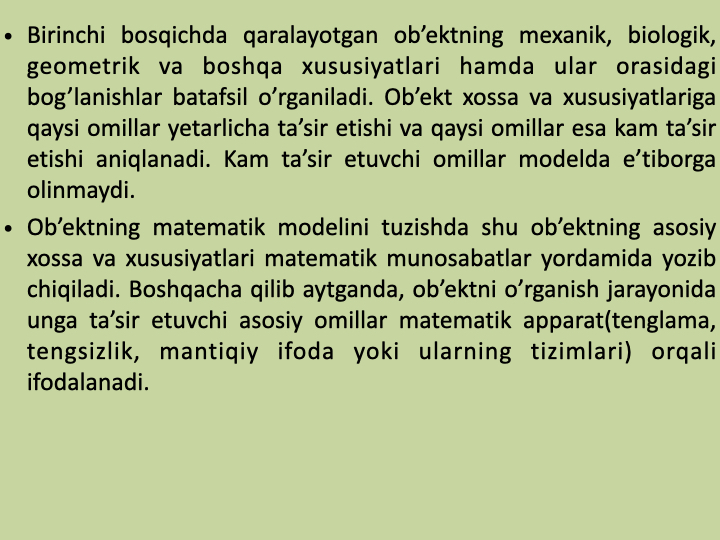 • Birinchi bosqichda qaralayotgan ob’ektning mexanik, biologik,
geometrik va boshqa xususiyatlari hamda ular orasidagi
bog’lanishlar batafsil o’rganiladi. Ob’ekt xossa va xususiyatlariga
qaysi omillar yetarlicha ta’sir etishi va qaysi omillar esa kam ta’sir
etishi aniqlanadi. Kam ta’sir etuvchi omillar modelda e’tiborga
olinmaydi.
• Ob’ektning matematik modelini tuzishda shu ob’ektning asosiy
xossa va xususiyatlari matematik munosabatlar yordamida yozib
chiqiladi. Boshqacha qilib aytganda, ob’ektni o’rganish jarayonida
unga ta’sir etuvchi asosiy omillar matematik apparat(tenglama,
tengsizlik, mantiqiy ifoda yoki ularning tizimlari) orqali
ifodalanadi.